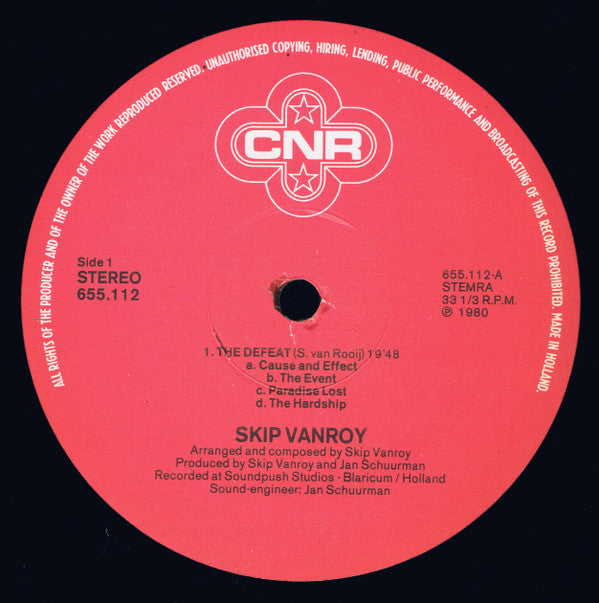 ALL RIGHTS OF THE PRODUCER AND OF THE OWNER OF THE WORK REPRODUCED RESERVED. UNAUTHORISED COPYING, HIRING, LENDING, PUBLIC PERFORMANCE AND BROADCASTING OF THIS RECORD PROHIBITED. MADE IN HOLLAND.
CNR
Side 1
STEREO
655.112
655.112-A
STEMRA
33 1/3 R.P.M.
℗ 1980
1. THE DEFEAT (S. van Rooij) 19'48
a. Cause and Effect
b. The Event
c. Paradise Lost
d. The Hardship
SKIP VANROY
Arranged and composed by Skip Vanroy
Produced by Skip Vanroy and Jan Schuurman
Recorded at Soundpush Studios - Blaricum / Holland
Sound-engineer: Jan Schuurman